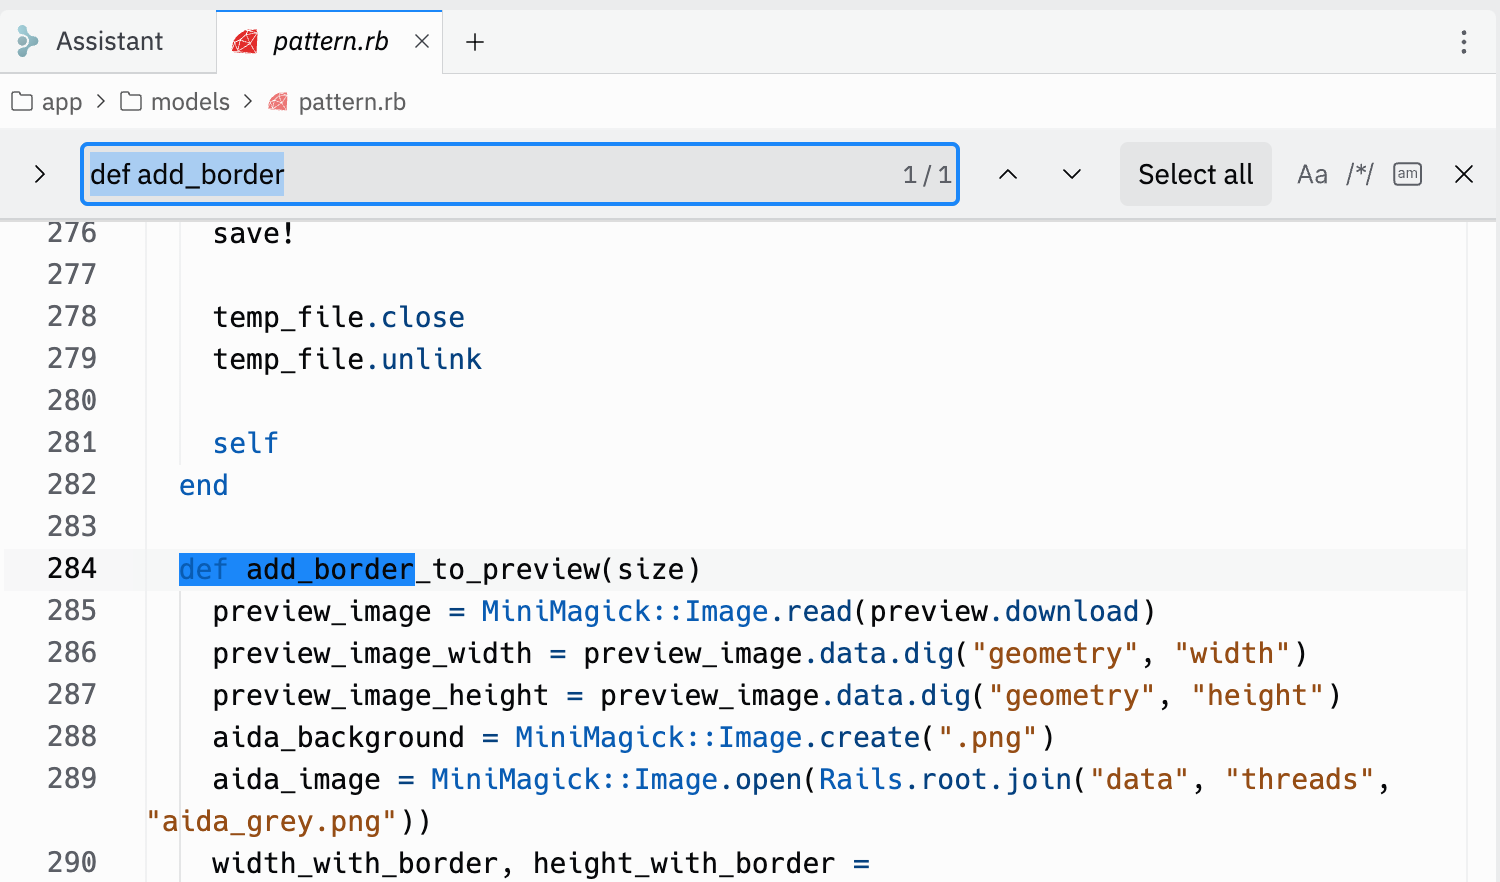 Assistant
pattern.rb
app > models > pattern.rb
def add_border 1/1 Select all Aa /*/ am
276 save!
277
278 temp_file.close
279 temp_file.unlink
280
281 self
282 end
283
284 def add_border_to_preview(size)
285 preview_image = MiniMagick::Image.read(preview.download)
286 preview_image_width = preview_image.data.dig("geometry", "width")
287 preview_image_height = preview_image.data.dig("geometry", "height")
288 aida_background = MiniMagick::Image.create(".png")
289 aida_image = MiniMagick::Image.open(Rails.root.join("data", "threads",
"aida_grey.png"))
290 width_with_border, height_with_border =